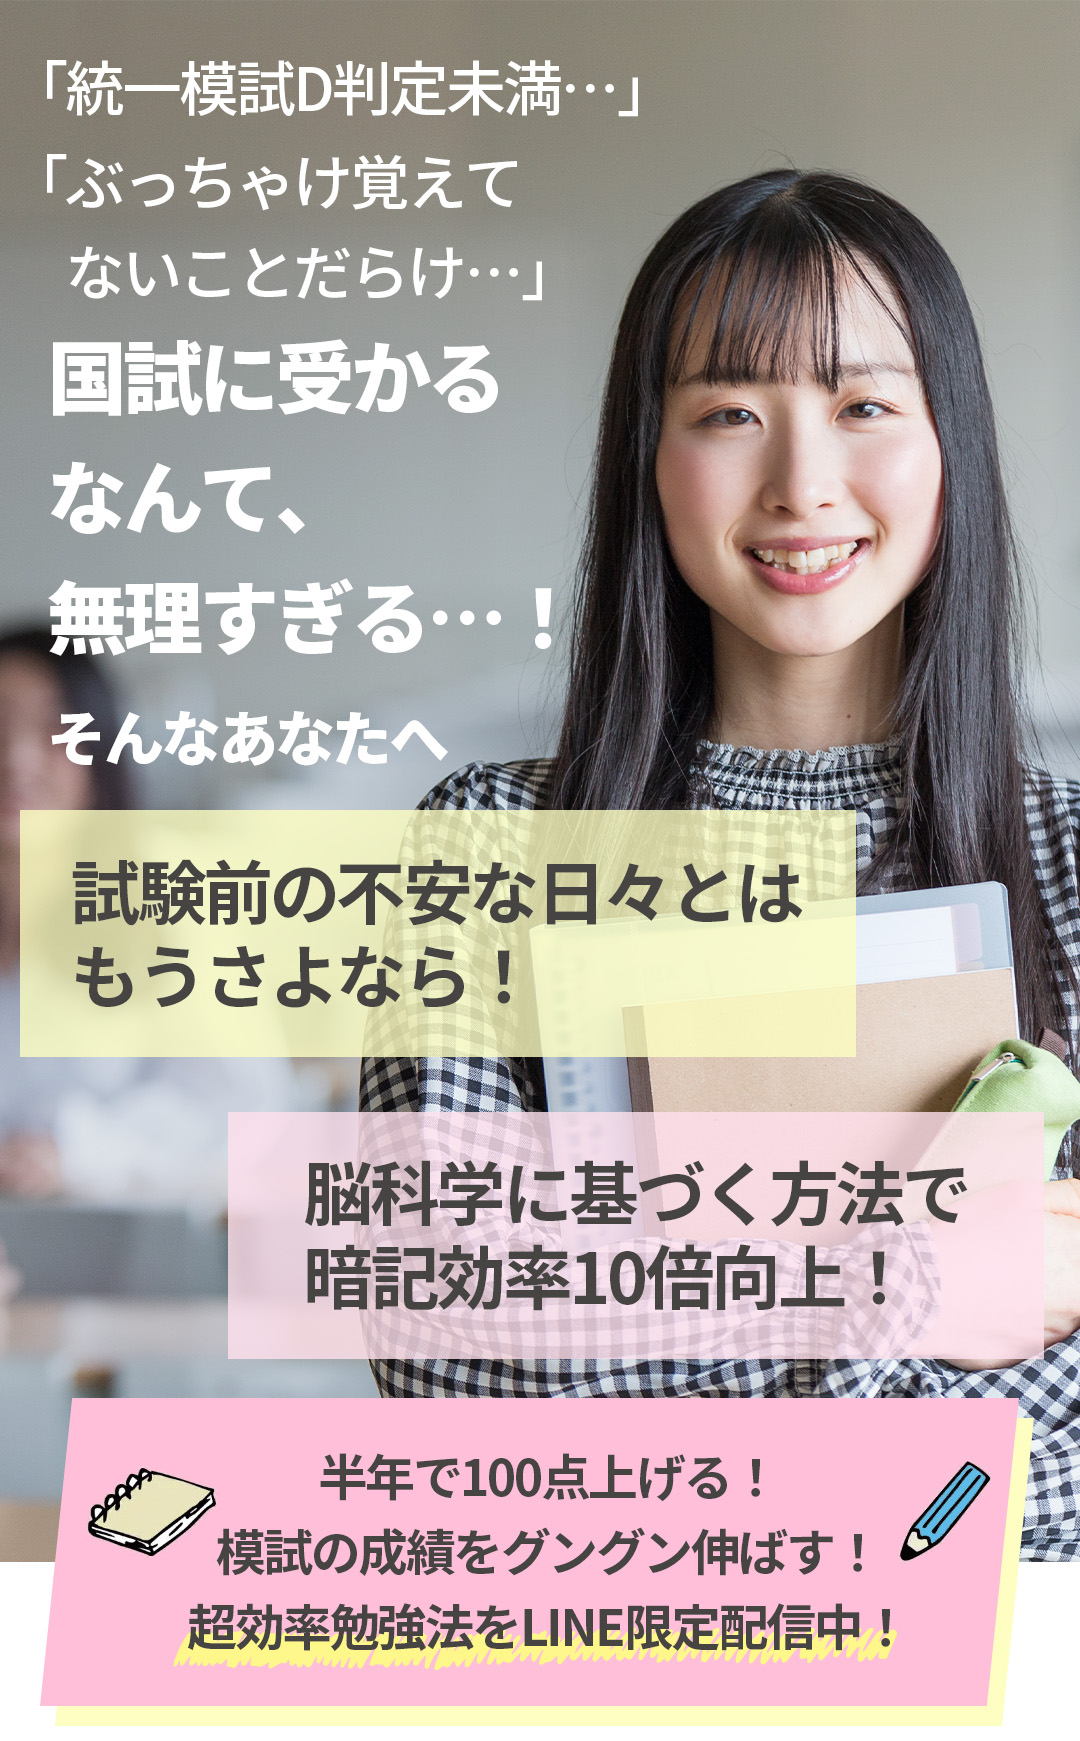 「統一模試D判定未満…」
「ぶっちゃけ覚えて
ないことだらけ…」
国試に受かる
なんて、
無理すぎる…！
そんなあなたへ
試験前の不安な日々とは
もうさよなら！
脳科学に基づく方法で
暗記効率10倍向上！
半年で100点上げる！
模試の成績をグングン伸ばす！
超効率勉強法をLINE限定配信中！